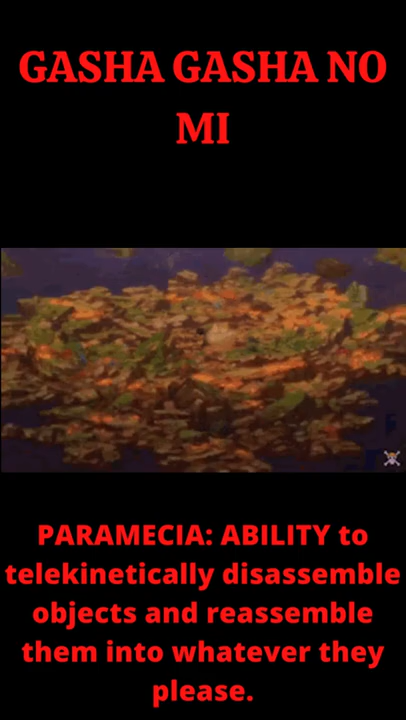 GASHA GASHA NO
MI
PARAMECIA: ABILITY to
telekinetically disassemble
objects and reassemble
them into whatever they
please.